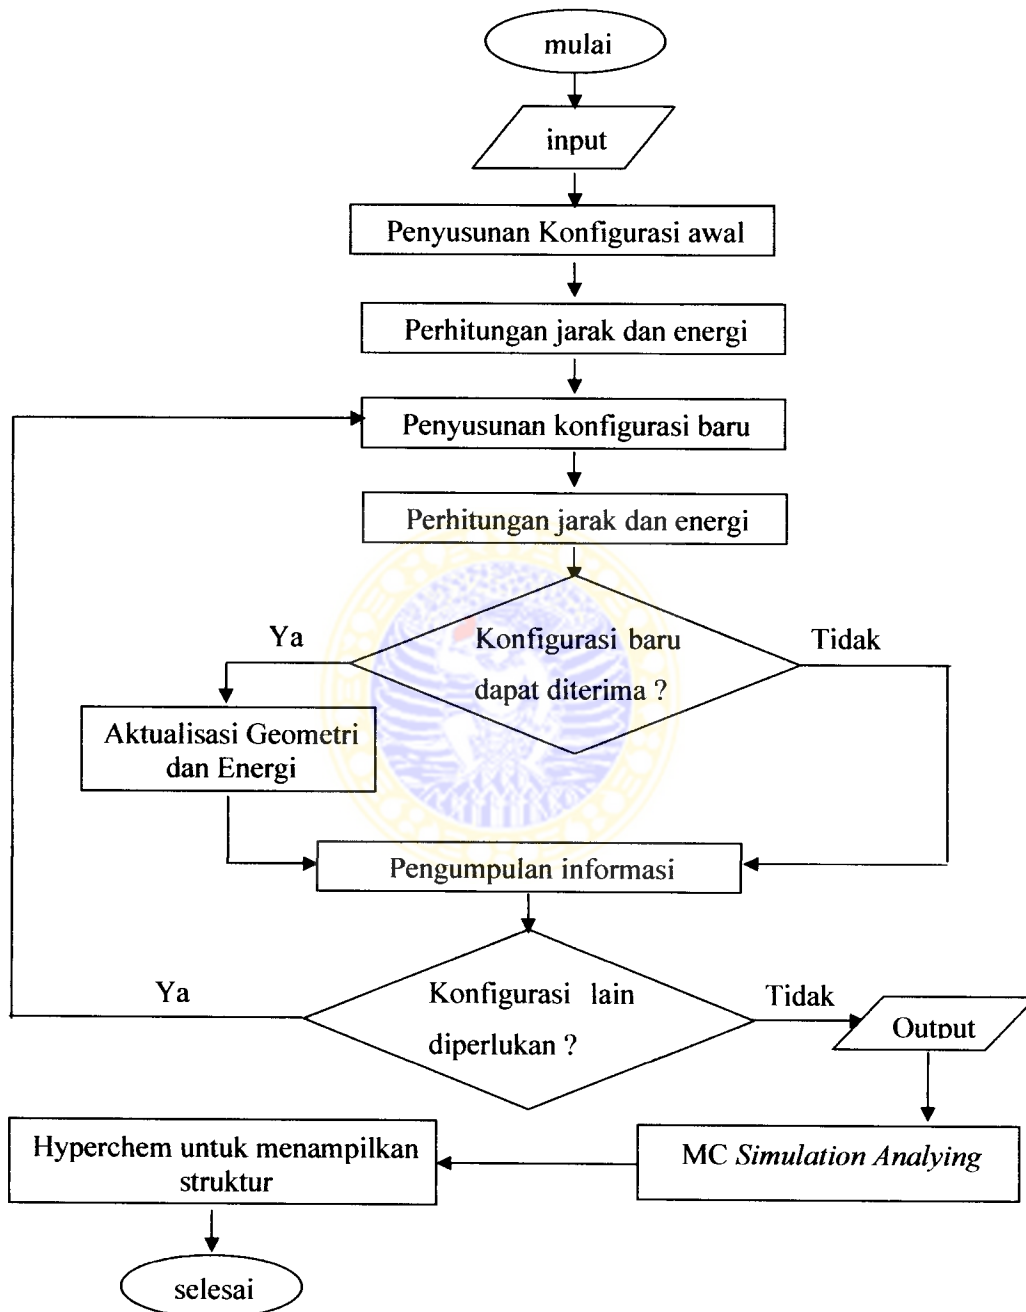 mulai
input
Penyusunan Konfigurasi awal
Perhitungan jarak dan energi
Penyusunan konfigurasi baru
Perhitungan jarak dan energi
Ya
Konfigurasi baru
dapat diterima ?
Tidak
Aktualisasi Geometri
dan Energi
Pengumpulan informasi
Ya
Konfigurasi lain
diperlukan ?
Tidak
Output
MC Simulation Analying
Hyperchem untuk menampilkan
struktur
selesai